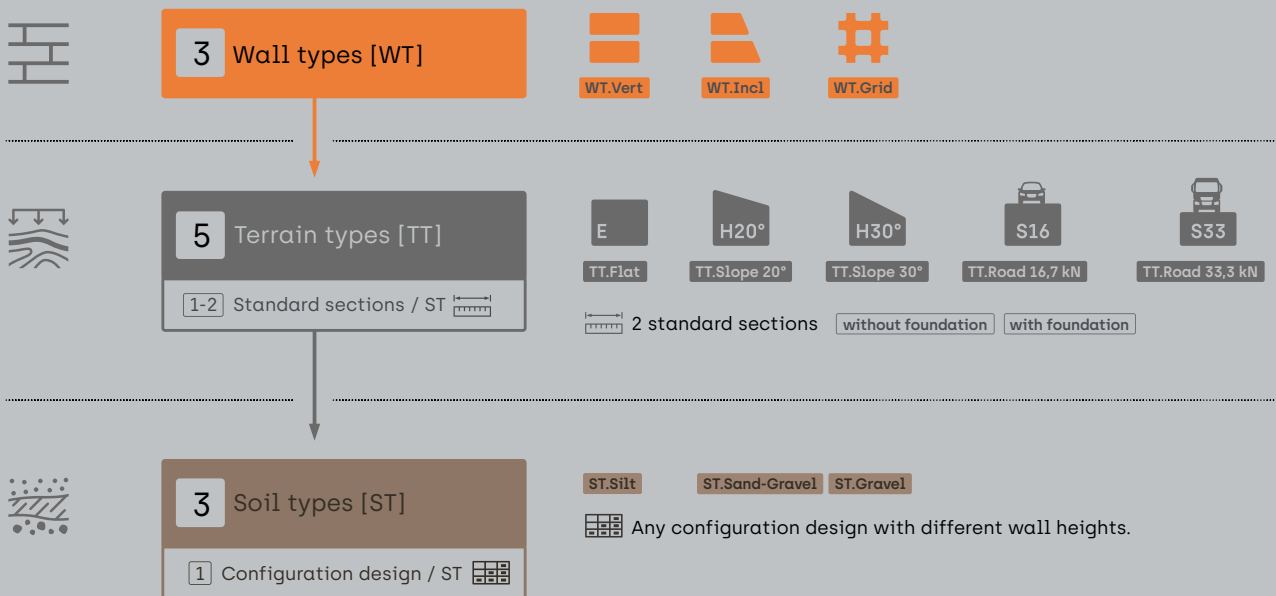 3 Wall types [WT]
WT.Vert WT.Incl WT.Grid
5 Terrain types [TT]
E H20° H30° S16 S33
TT.Flat TT.Slope 20° TT.Slope 30° TT.Road 16,7 kN TT.Road 33,3 kN
1-2 Standard sections / ST
2 standard sections without foundation with foundation
3 Soil types [ST]
ST.Silt ST.Sand-Gravel ST.Gravel
Any configuration design with different wall heights.
1 Configuration design / ST